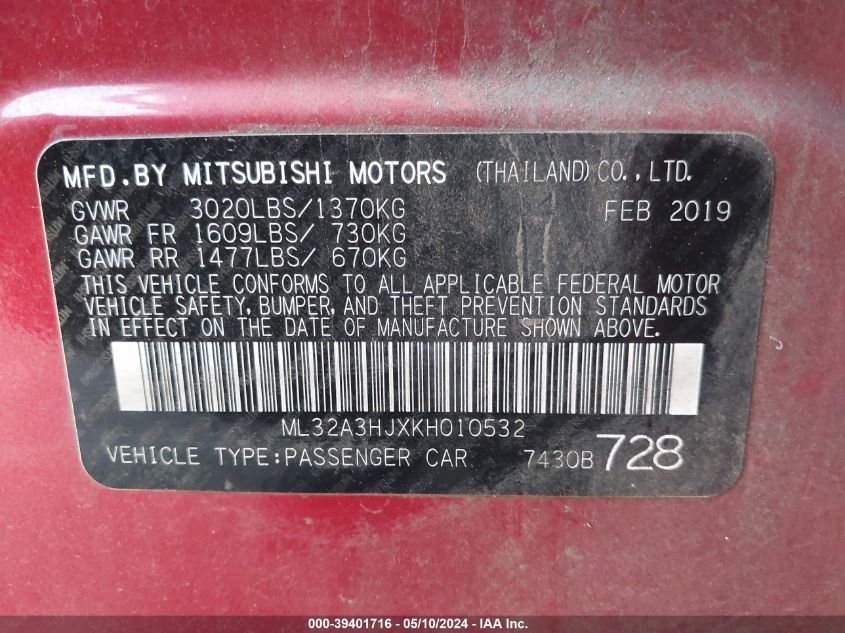 MFD.BY MITSUBISHI MOTORS (THAILAND)CO.,LTD.
GVWR 3020LBS/1370KG FEB 2019
GAWR FR 1609LBS/ 730KG
GAWR RR 1477LBS/ 670KG
THIS VEHICLE CONFORMS TO ALL APPLICABLE FEDERAL MOTOR
VEHICLE SAFETY, BUMPER, AND THEFT PREVENTION STANDARDS
IN EFFECT ON THE DATE OF MANUFACTURE SHOWN ABOVE.
ML32A3HJXKH010532
VEHICLE TYPE:PASSENGER CAR 7430B 728
000-39401716 - 05/10/2024 - IAA Inc.